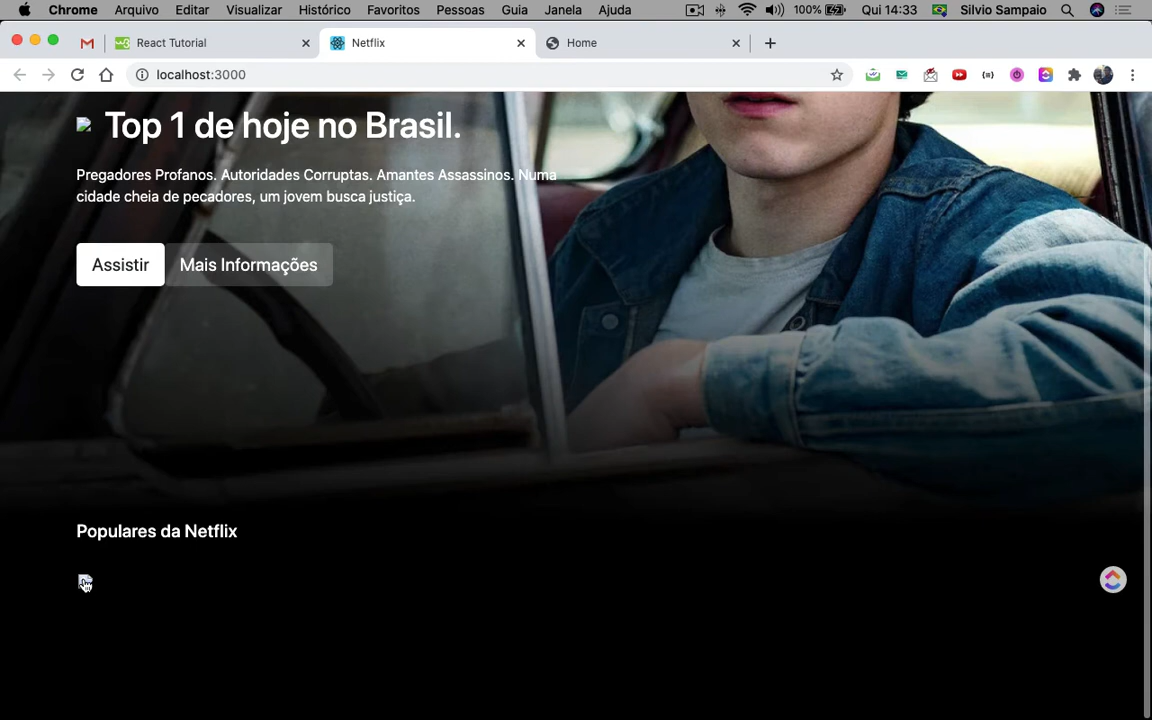 Chrome Arquivo Editar Visualizar Histórico Favoritos Pessoas Guia Janela Ajuda 100% Qui 14:33 Silvio Sampaio
React Tutorial Netflix Home
localhost:3000
Top 1 de hoje no Brasil.
Pregadores Profanos. Autoridades Corruptas. Amantes Assassinos. Numa
cidade cheia de pecadores, um jovem busca justiça.
Assistir Mais Informações
Populares da Netflix